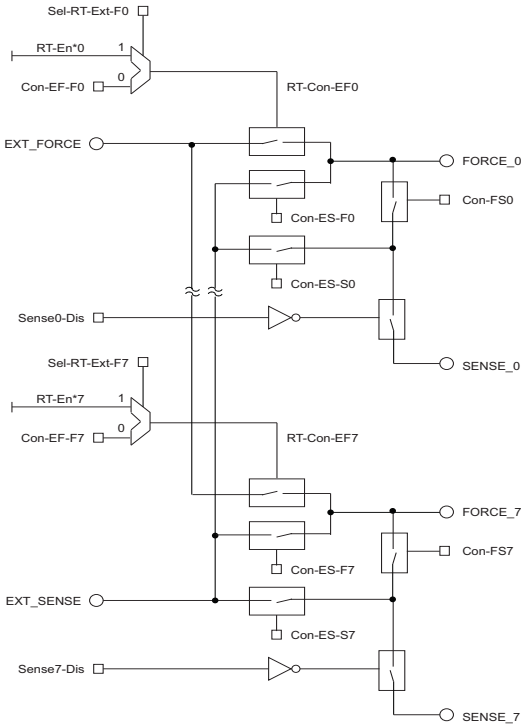 Sel-RT-Ext-F0
RT-En*0
1
0
Con-EF-F0
RT-Con-EF0
EXT_FORCE
FORCE_0
Con-FS0
Con-ES-F0
Con-ES-S0
Sense0-Dis
SENSE_0
Sel-RT-Ext-F7
RT-En*7
1
0
Con-EF-F7
RT-Con-EF7
FORCE_7
Con-FS7
Con-ES-F7
EXT_SENSE
Con-ES-S7
Sense7-Dis
SENSE_7